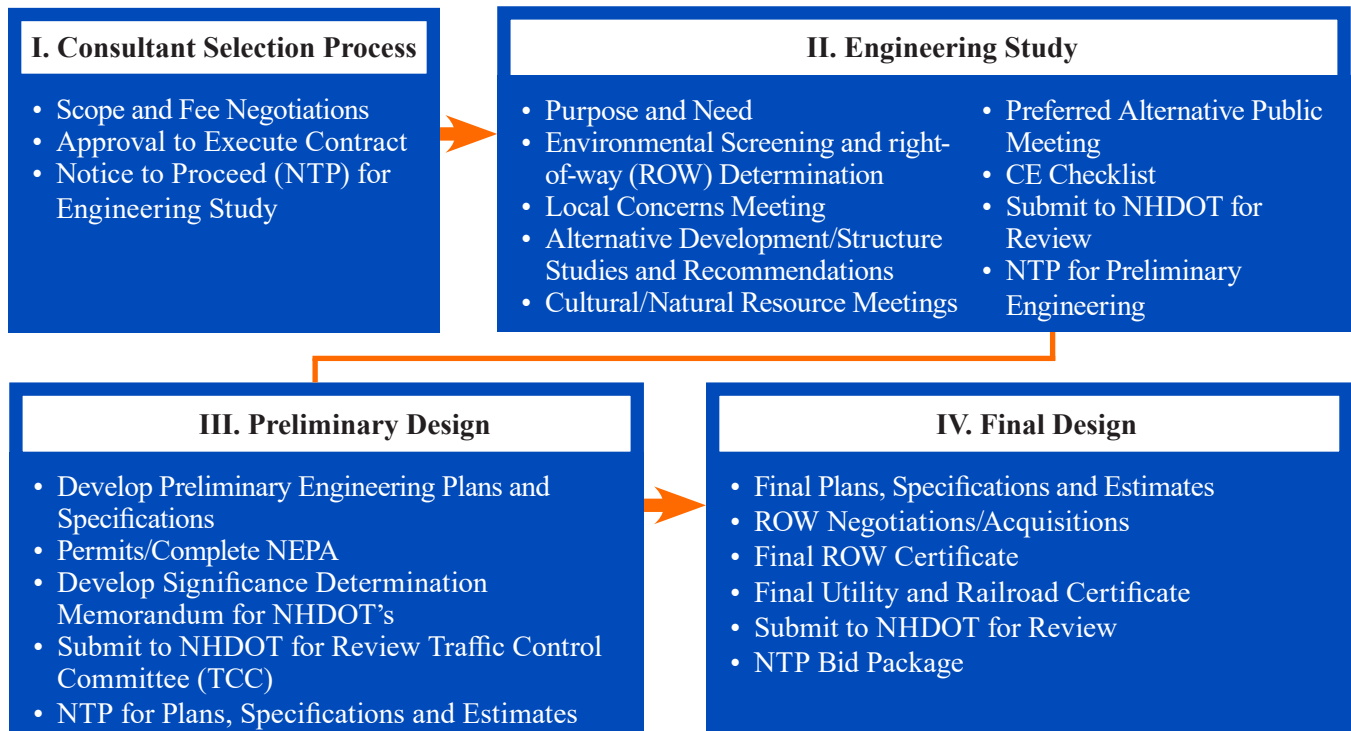 I. Consultant Selection Process
• Scope and Fee Negotiations
• Approval to Execute Contract
• Notice to Proceed (NTP) for
Engineering Study
II. Engineering Study
• Purpose and Need
• Environmental Screening and right-
of-way (ROW) Determination
• Local Concerns Meeting
• Alternative Development/Structure
Studies and Recommendations
• Cultural/Natural Resource Meetings
• Preferred Alternative Public
Meeting
• CE Checklist
• Submit to NHDOT for
Review
• NTP for Preliminary
Engineering
III. Preliminary Design
• Develop Preliminary Engineering Plans and
Specifications
• Permits/Complete NEPA
• Develop Significance Determination
Memorandum for NHDOT’s
• Submit to NHDOT for Review Traffic Control
Committee (TCC)
• NTP for Plans, Specifications and Estimates
IV. Final Design
• Final Plans, Specifications and Estimates
• ROW Negotiations/Acquisitions
• Final ROW Certificate
• Final Utility and Railroad Certificate
• Submit to NHDOT for Review
• NTP Bid Package